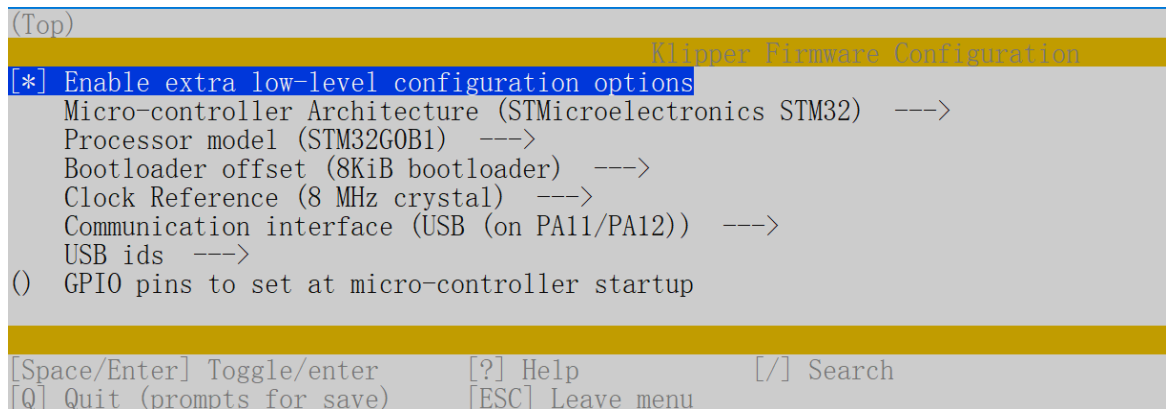 (Top)
Klipper Firmware Configuration
[*] Enable extra low-level configuration options
Micro-controller Architecture (STMicroelectronics STM32) --->
Processor model (STM32G0B1) --->
Bootloader offset (8KiB bootloader) --->
Clock Reference (8 MHz crystal) --->
Communication interface (USB (on PA11/PA12)) --->
USB ids --->
() GPIO pins to set at micro-controller startup
[Space/Enter] Toggle/enter [?] Help [/] Search
[Q] Quit (prompts for save) [ESC] Leave menu